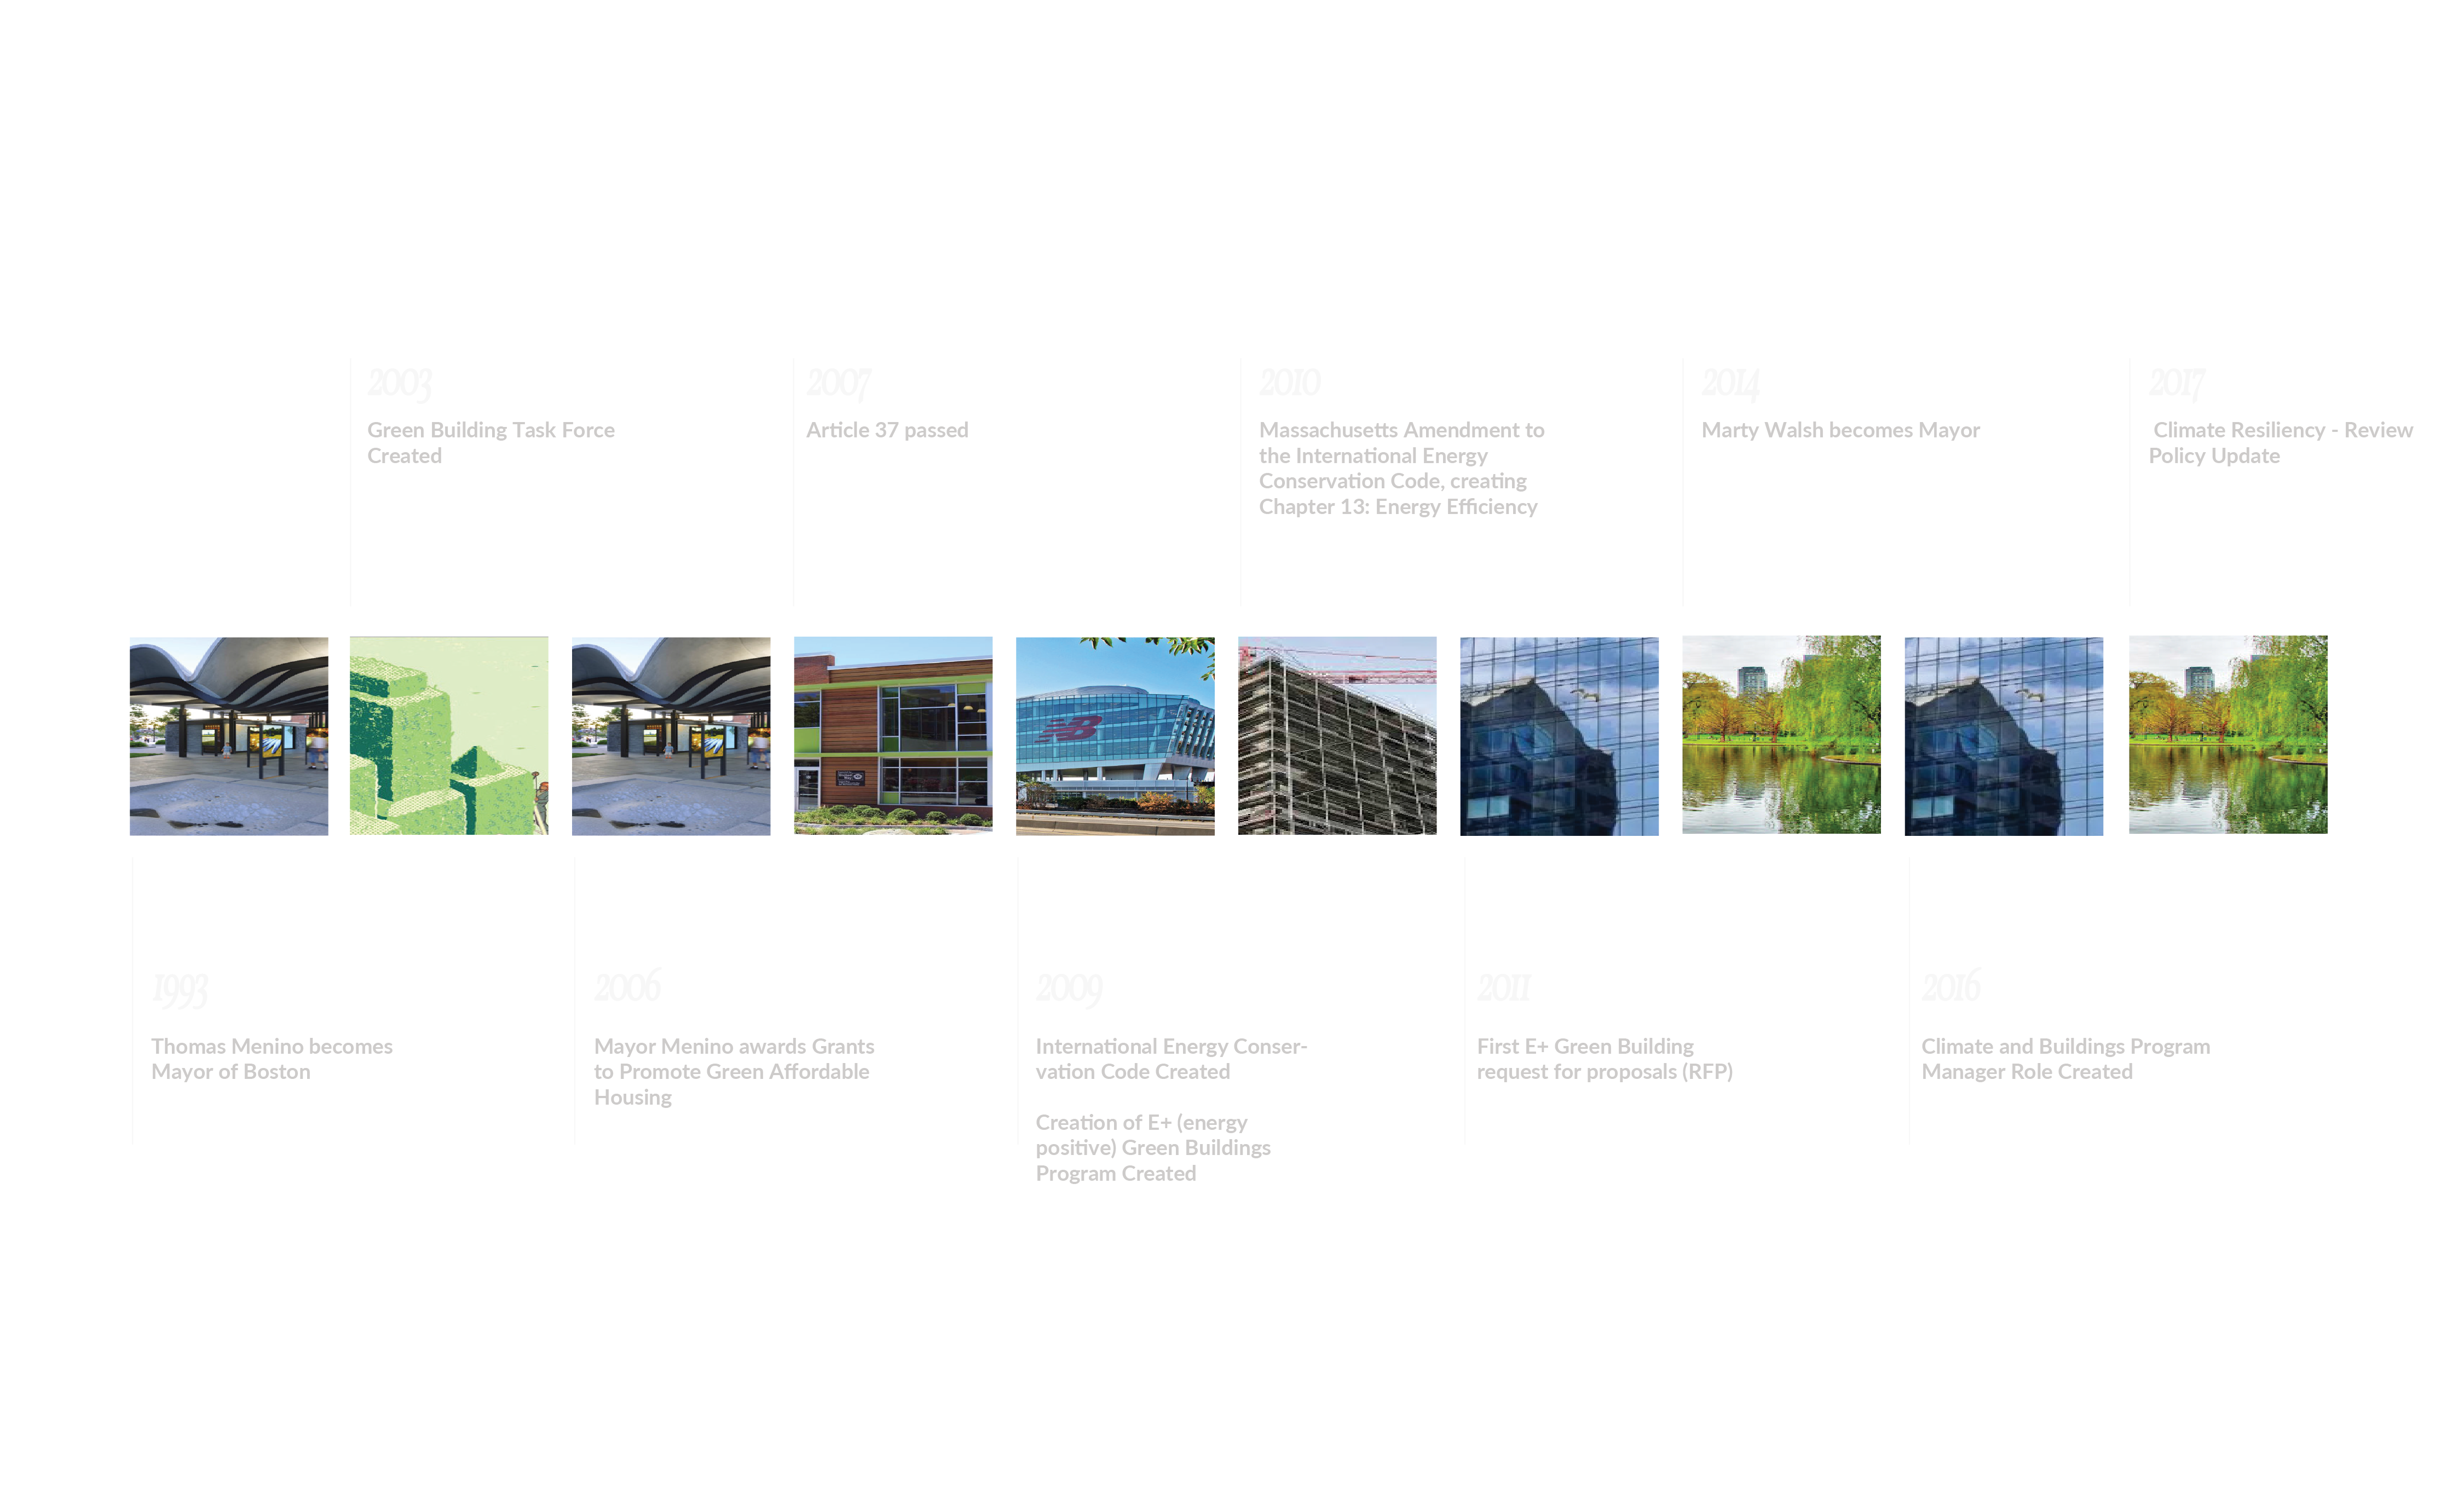 2003
Green Building Task Force
Created
2007
Article 37 passed
2010
Massachusetts Amendment to
the International Energy
Conservation Code, creating
Chapter 13: Energy Efficiency
2014
Marty Walsh becomes Mayor
2017
Climate Resiliency - Review
Policy Update
NB
1993
Thomas Menino becomes
Mayor of Boston
2006
Mayor Menino awards Grants
to Promote Green Affordable
Housing
2009
International Energy Conser-
vation Code Created
Creation of E+ (energy
positive) Green Buildings
Program Created
2011
First E+ Green Building
request for proposals (RFP)
2016
Climate and Buildings Program
Manager Role Created